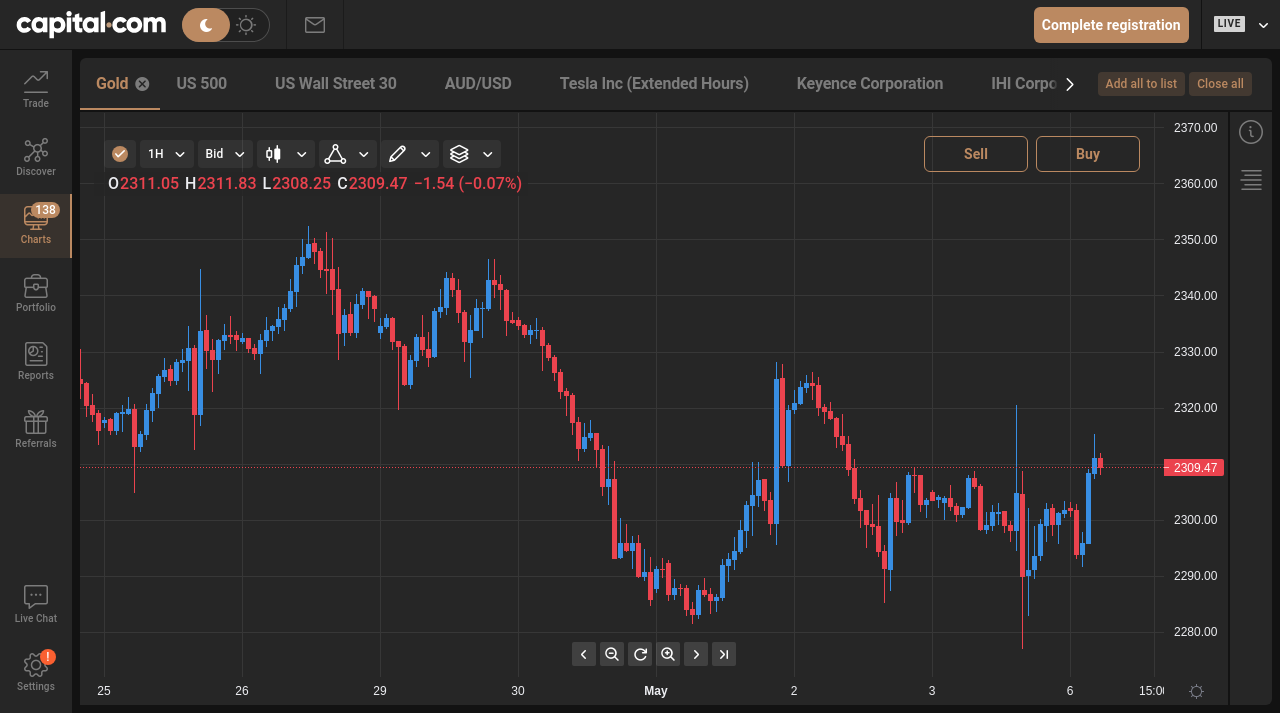 capital.com
Complete registration
LIVE
Trade
Discover
138
Charts
Portfolio
Reports
Referrals
Live Chat
!
Settings
Gold
US 500
US Wall Street 30
AUD/USD
Tesla Inc (Extended Hours)
Keyence Corporation
IHI Corpo
Add all to list
Close all
1H
Bid
Sell
Buy
O2311.05 H2311.83 L2308.25 C2309.47 −1.54 (−0.07%)
2370.00
2360.00
2350.00
2340.00
2330.00
2320.00
2309.47
2300.00
2290.00
2280.00
25
26
29
30
May
2
3
6
15:00